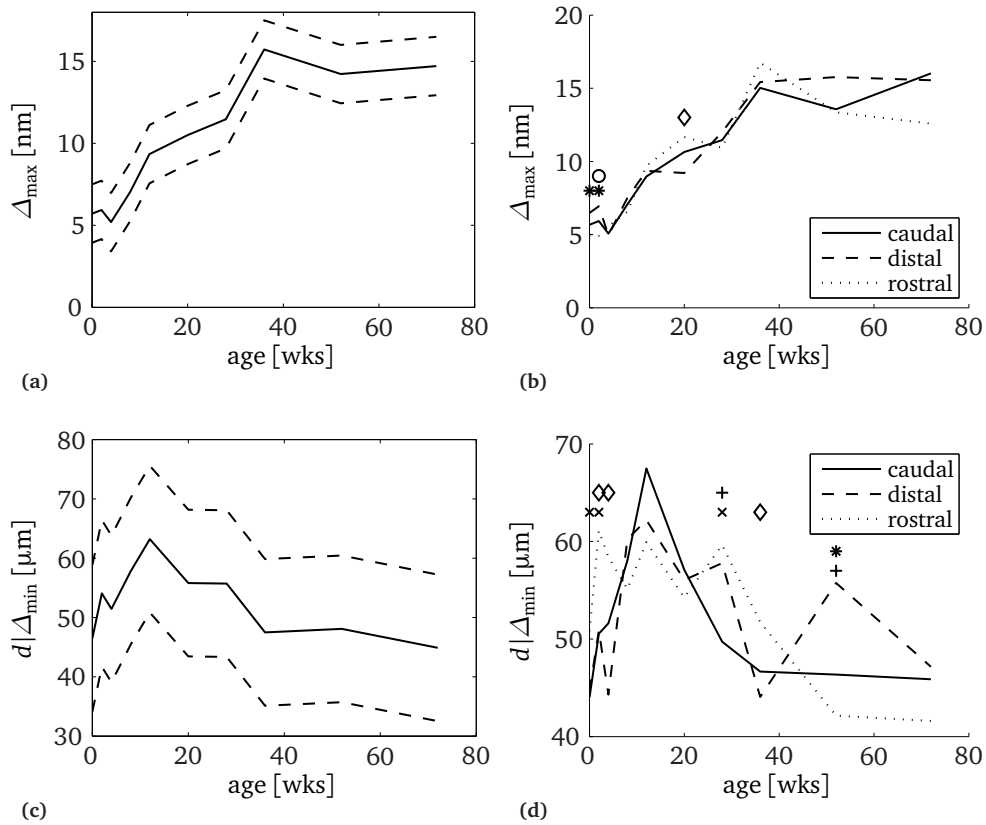 15
10
5
0
0 20 40 60 80
Δmax [nm]
age [wks]
(a)
20
15
10
5
0
0 20 40 60 80
Δmax [nm]
age [wks]
caudal
distal
rostral
(b)
80
70
60
50
40
30
0 20 40 60 80
d|Δmin [μm]
age [wks]
(c)
70
60
50
40
0 20 40 60 80
d|Δmin [μm]
age [wks]
caudal
distal
rostral
(d)